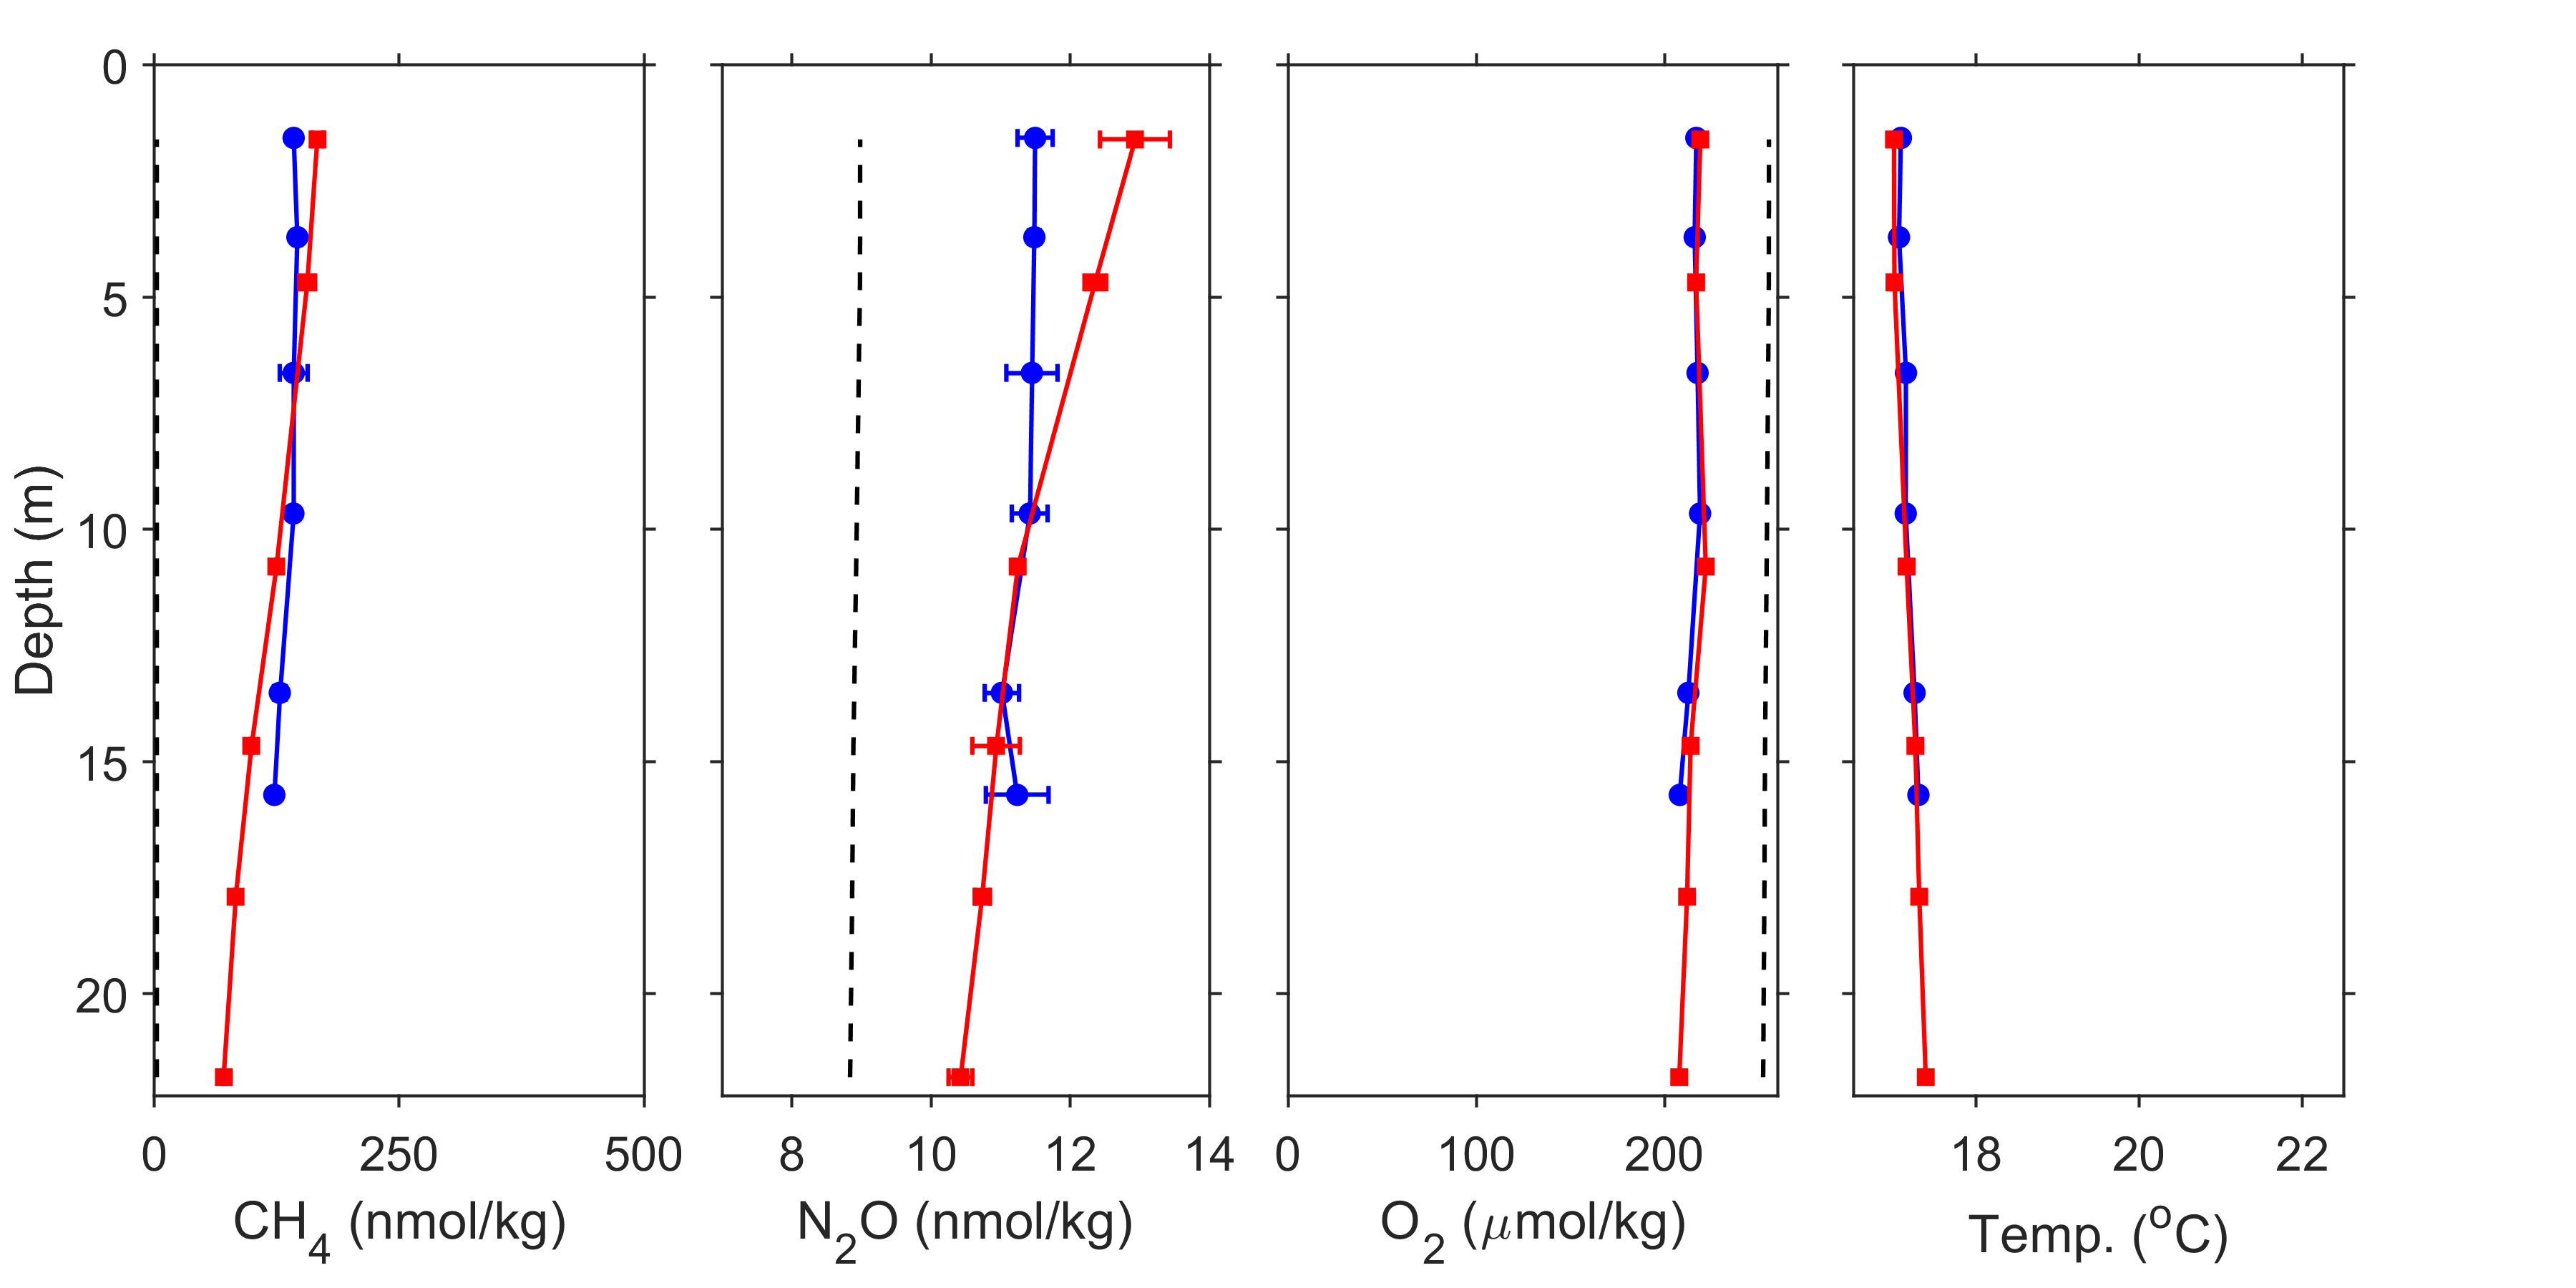 0
5
10
15
20
Depth (m)
0 250 500
8 10 12 14
0 100 200
18 20 22
CH4 (nmol/kg)
N2O (nmol/kg)
O2 (μmol/kg)
Temp. (oC)